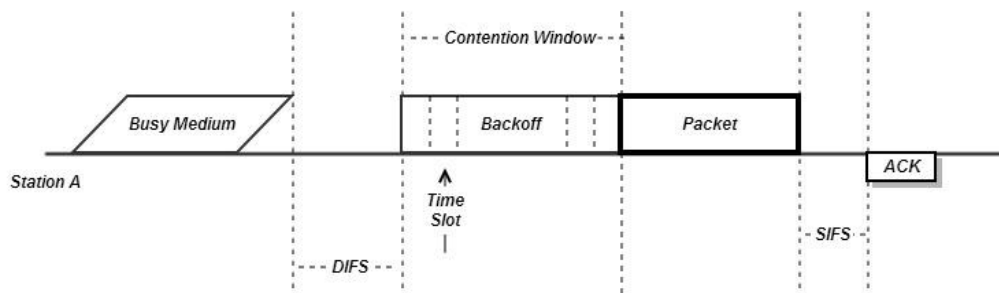 Contention Window
Busy Medium
Backoff
Packet
Station A
ACK
Time
Slot
SIFS
DIFS